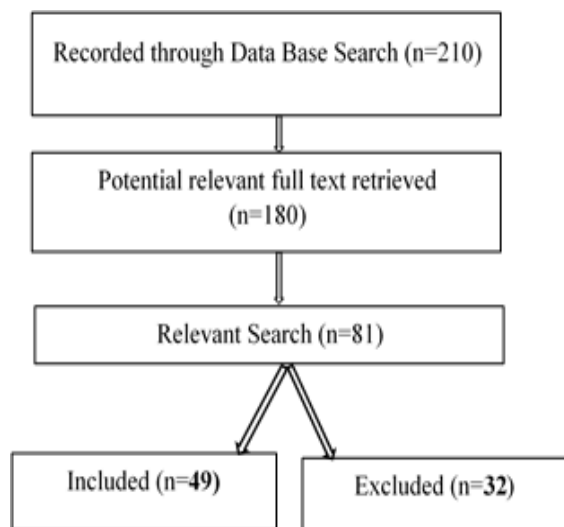 Recorded through Data Base Search (n=210)
Potential relevant full text retrieved
(n=180)
Relevant Search (n=81)
Included (n=49)
Excluded (n=32)